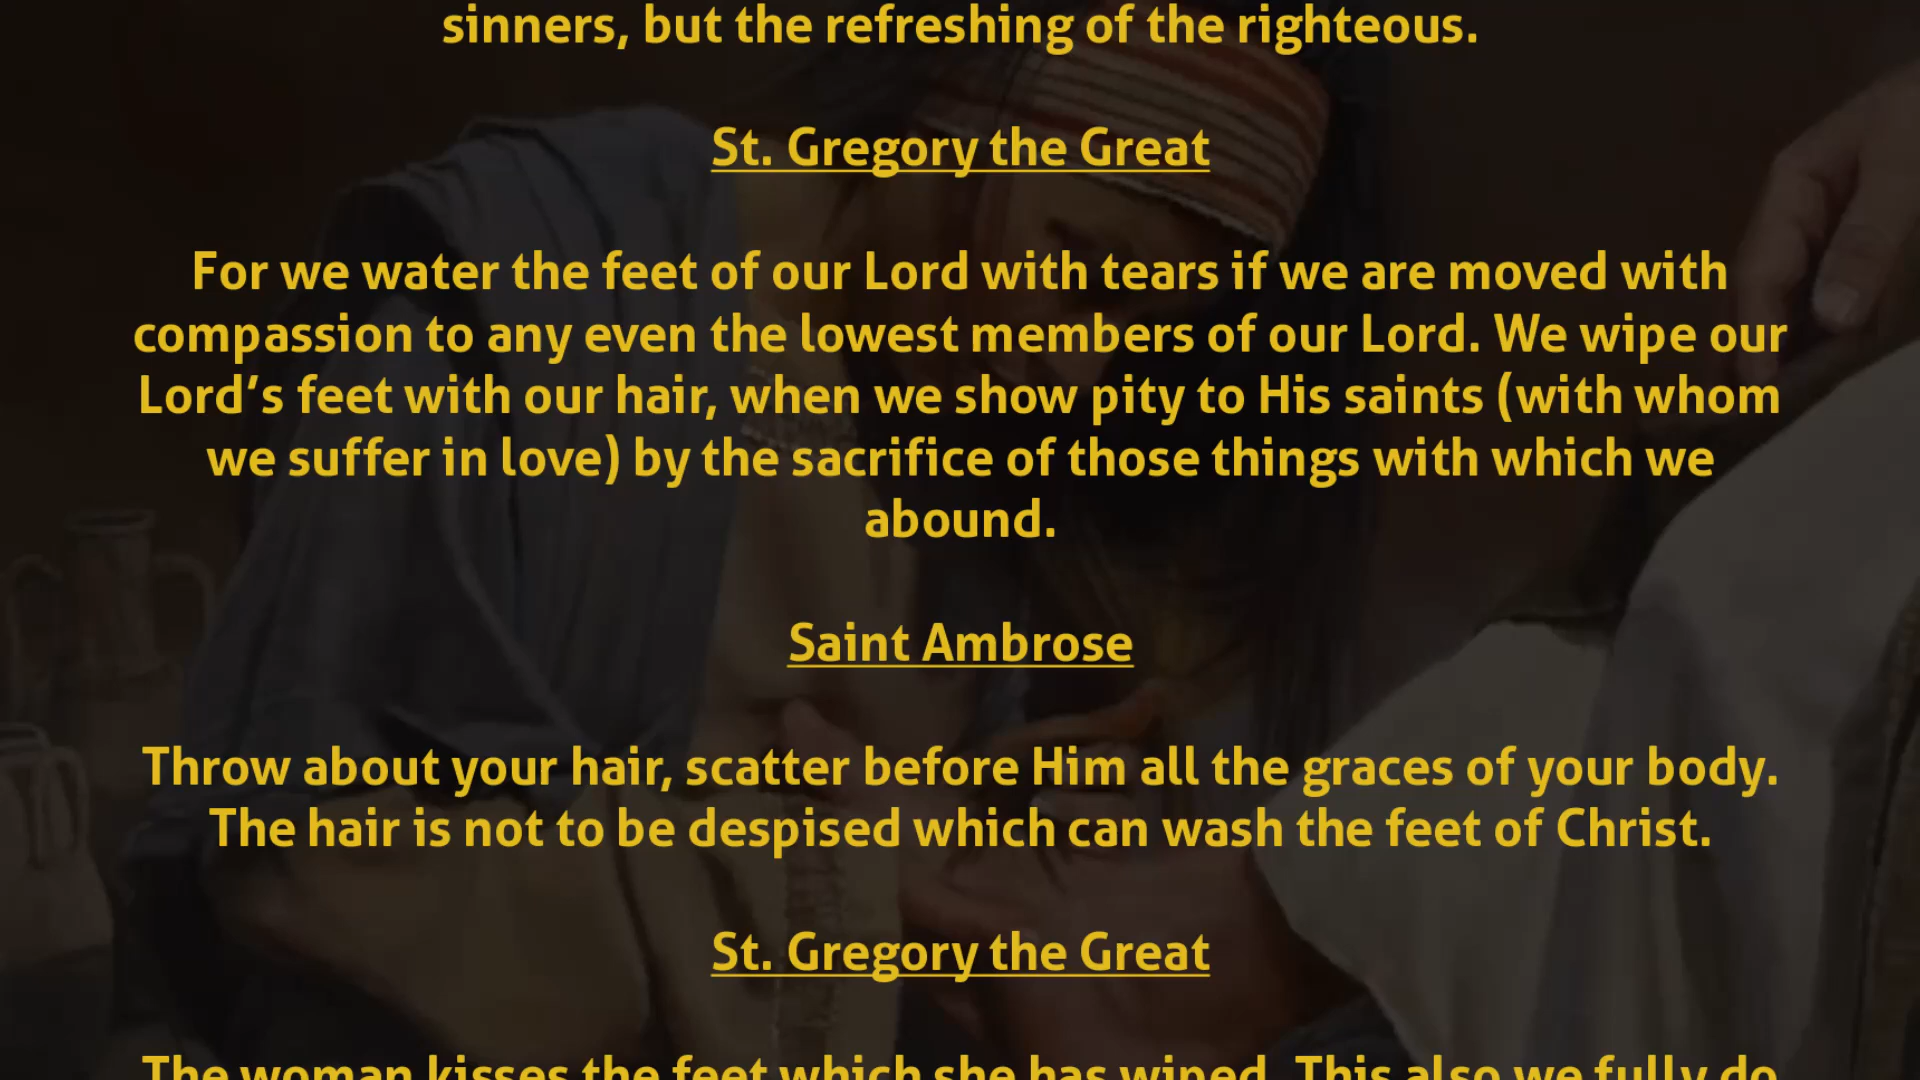 sinners, but the refreshing of the righteous.
St. Gregory the Great
For we water the feet of our Lord with tears if we are moved with
compassion to any even the lowest members of our Lord. We wipe our
Lord’s feet with our hair, when we show pity to His saints (with whom
we suffer in love) by the sacrifice of those things with which we
abound.
Saint Ambrose
Throw about your hair, scatter before Him all the graces of your body.
The hair is not to be despised which can wash the feet of Christ.
St. Gregory the Great
The woman kisses the feet which she has wiped. This also we fully do